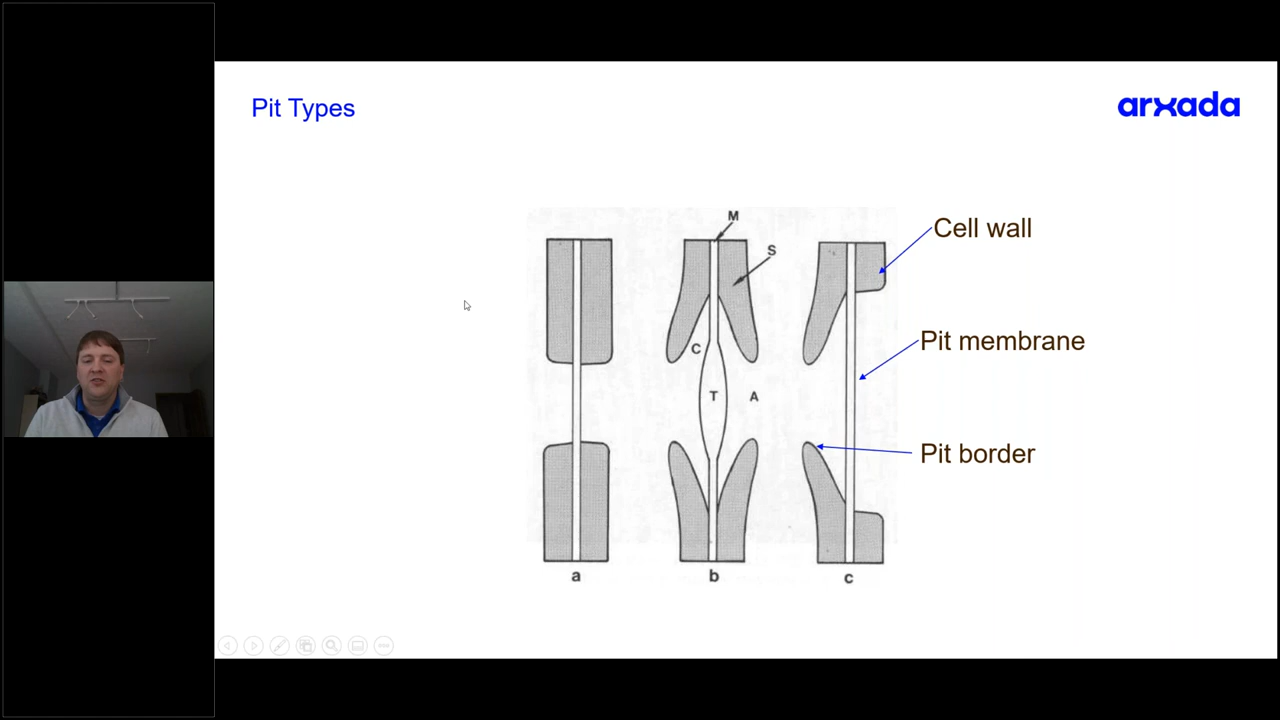 Pit Types
arxada
M
S
Cell wall
C
Pit membrane
T
A
Pit border
a
b
c